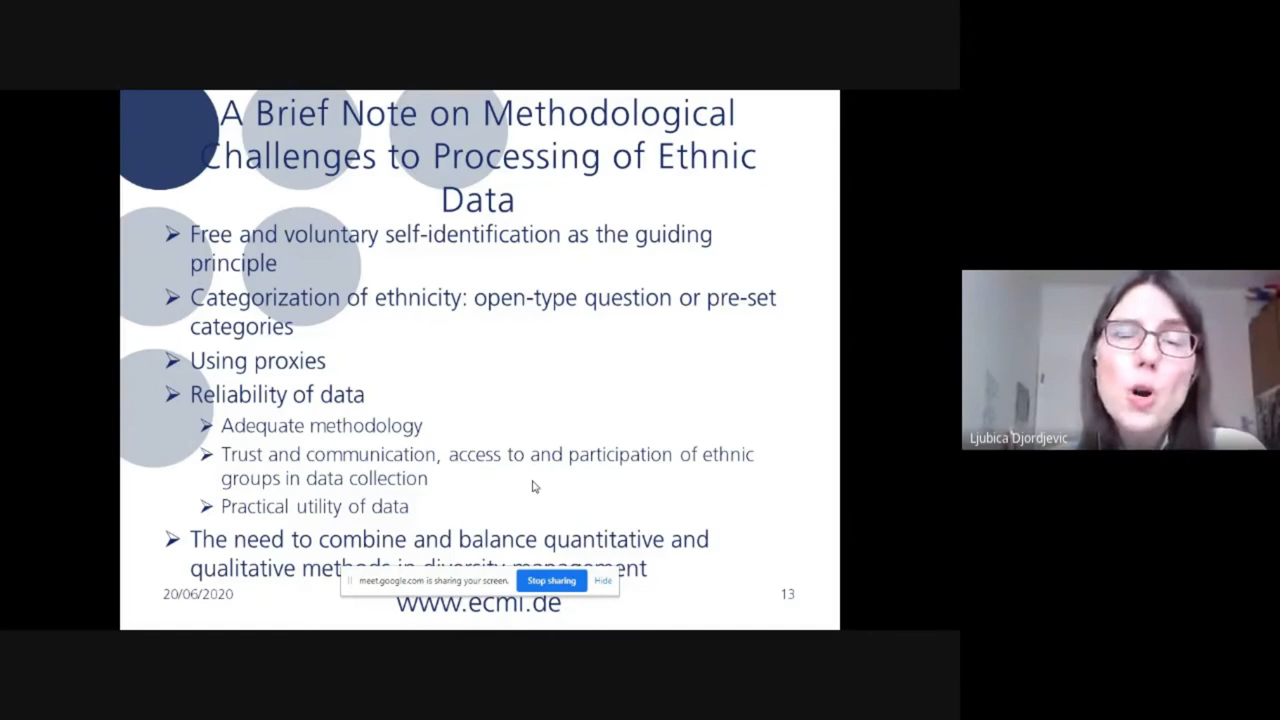 A Brief Note on Methodological
Challenges to Processing of Ethnic
Data
➢ Free and voluntary self-identification as the guiding
principle
➢ Categorization of ethnicity: open-type question or pre-set
categories
➢ Using proxies
➢ Reliability of data
➢ Adequate methodology
➢ Trust and communication, access to and participation of ethnic
groups in data collection
➢ Practical utility of data
➢ The need to combine and balance quantitative and
qualitative methods in diversity management
meet.google.com is sharing your screen. Stop sharing Hide
20/06/2020 www.ecmi.de 13
Ljubica Djordjevic